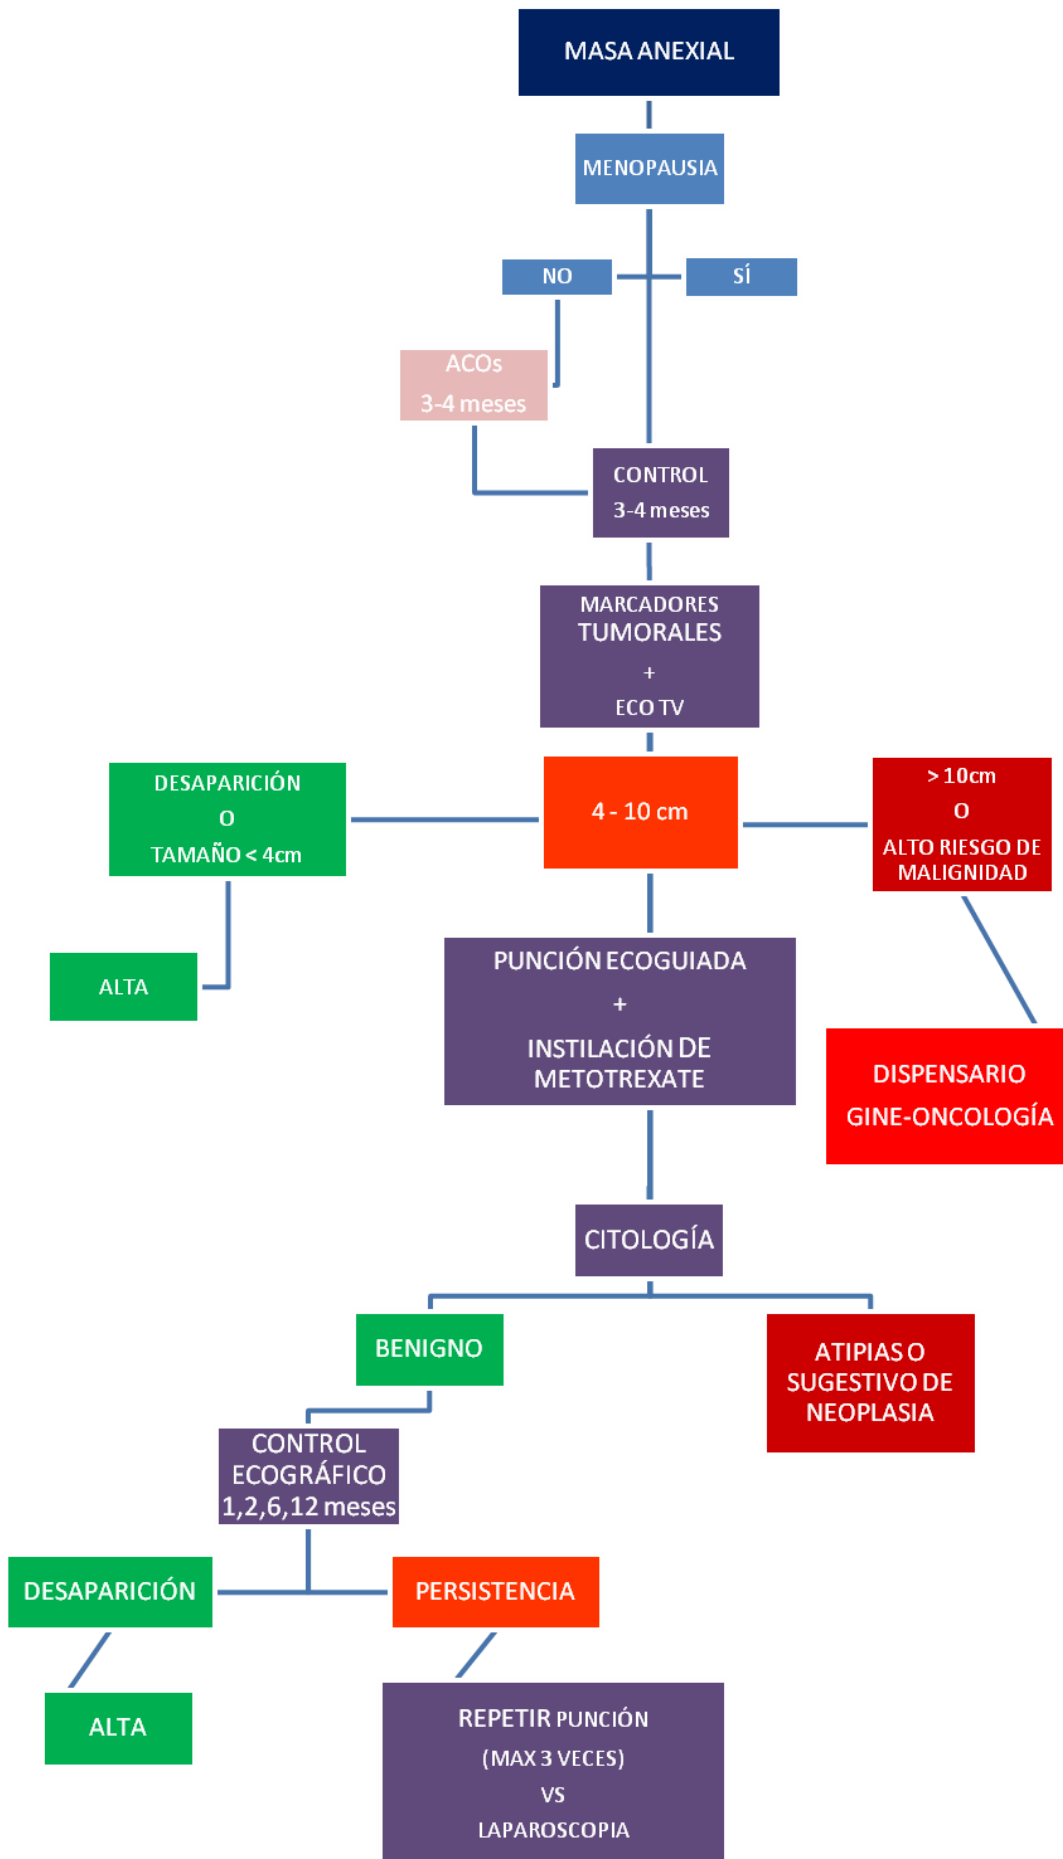 MASA ANEXIAL
MENOPAUSIA
NO
SÍ
ACOs
3-4 meses
CONTROL
3-4 meses
MARCADORES
TUMORALES
+
ECO TV
DESAPARICIÓN
O
TAMAÑO < 4cm
4 - 10 cm
> 10cm
O
ALTO RIESGO DE
MALIGNIDAD
ALTA
PUNCIÓN ECOGUIADA
+
INSTILACIÓN DE
METOTREXATE
DISPENSARIO
GINE-ONCOLOGÍA
CITOLOGÍA
BENIGNO
ATIPIAS O
SUGESTIVO DE
NEOPLASIA
CONTROL
ECOGRÁFICO
1,2,6,12 meses
DESAPARICIÓN
PERSISTENCIA
ALTA
REPETIR PUNCIÓN
(MAX 3 VECES)
VS
LAPAROSCOPIA